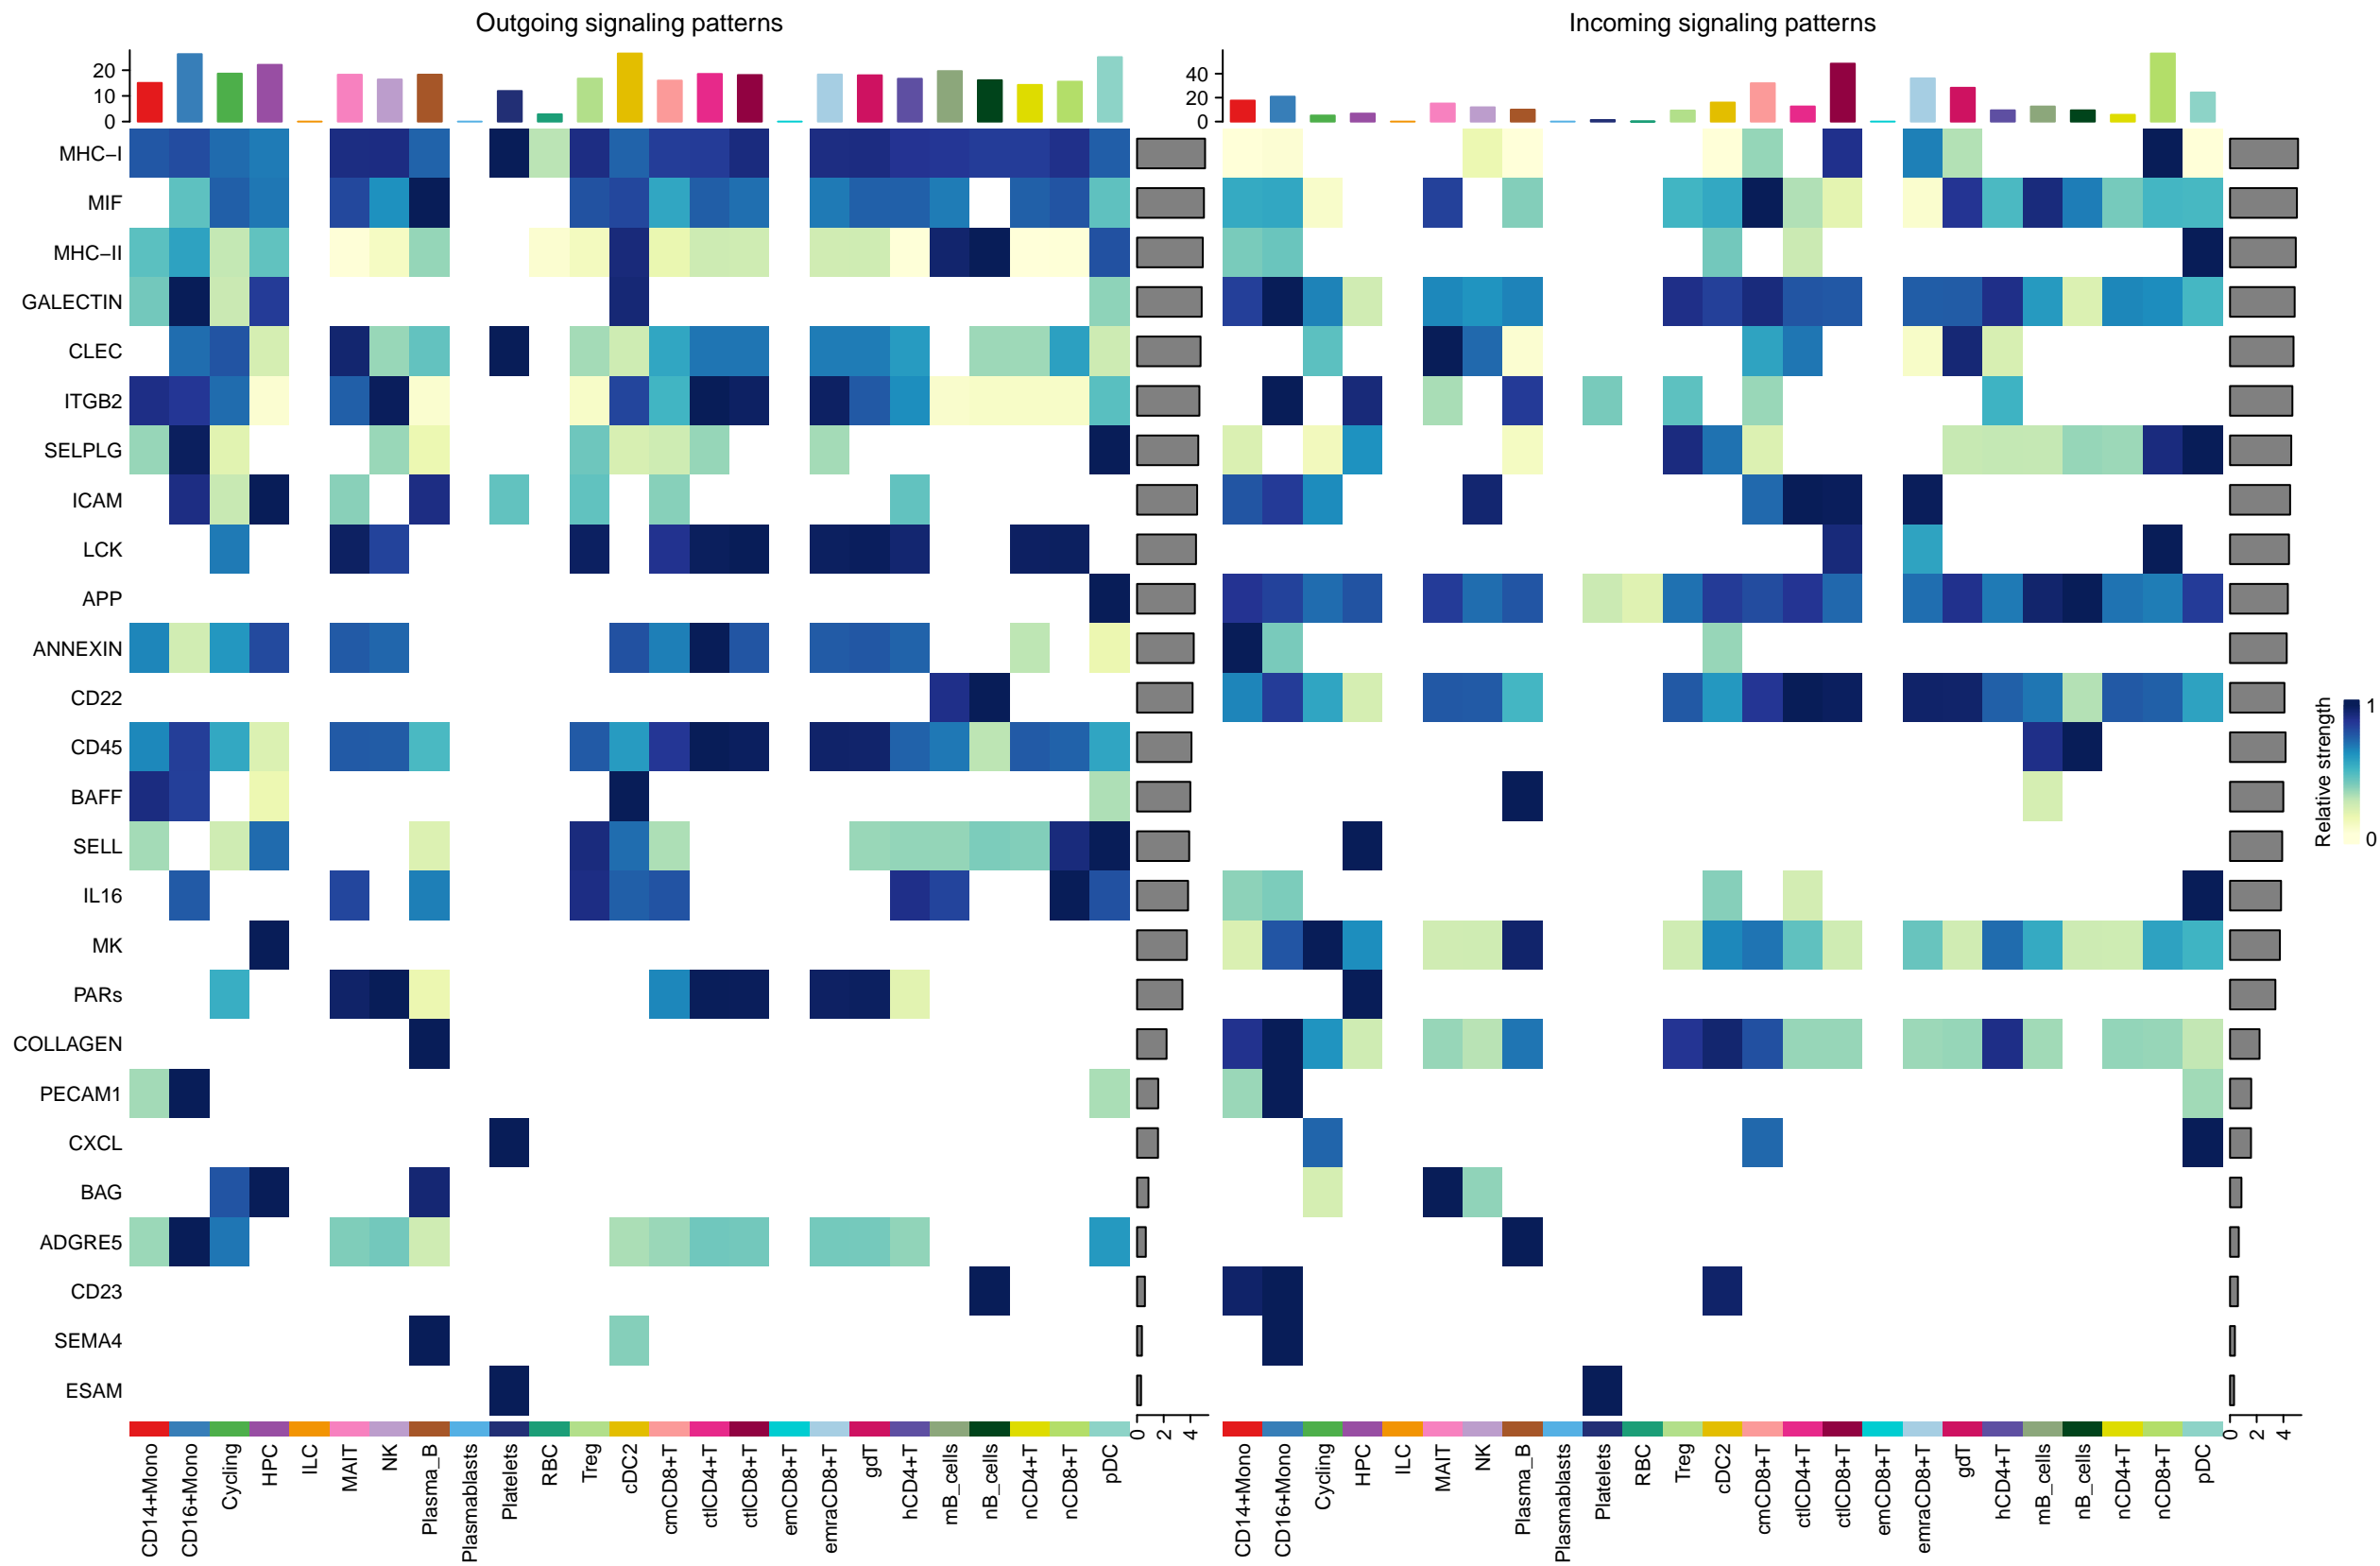 Outgoing signaling patterns
Incoming signaling patterns
20
10
0
40
20
0
MHC−I
MIF
MHC−II
GALECTIN
CLEC
ITGB2
SELPLG
ICAM
LCK
APP
ANNEXIN
CD22
CD45
BAFF
SELL
IL16
MK
PARs
COLLAGEN
PECAM1
CXCL
BAG
ADGRE5
CD23
SEMA4
ESAM
Relative strength
1
0
0
2
4
0
2
4
CD14+Mono
CD16+Mono
Cycling
HPC
ILC
MAIT
NK
Plasma_B
Plasmablasts
Platelets
RBC
Treg
cDC2
cmCD8+T
ctlCD4+T
ctlCD8+T
emCD8+T
emraCD8+T
gdT
hCD4+T
mB_cells
nB_cells
nCD4+T
nCD8+T
pDC
CD14+Mono
CD16+Mono
Cycling
HPC
ILC
MAIT
NK
Plasma_B
Plasmablasts
Platelets
RBC
Treg
cDC2
cmCD8+T
ctlCD4+T
ctlCD8+T
emCD8+T
emraCD8+T
gdT
hCD4+T
mB_cells
nB_cells
nCD4+T
nCD8+T
pDC